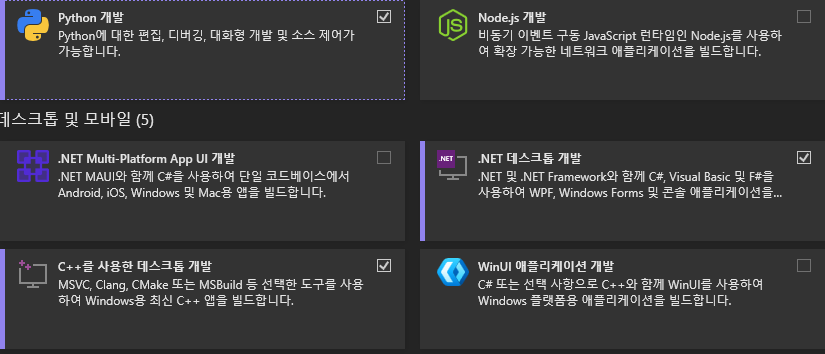 Python 개발
Python에 대한 편집, 디버깅, 대화형 개발 및 소스 제어가
가능합니다.
Node.js 개발
비동기 이벤트 구동 JavaScript 런타임인 Node.js를 사용하
여 확장 가능한 네트워크 애플리케이션을 빌드합니다.
데스크톱 및 모바일 (5)
.NET Multi-Platform App UI 개발
.NET MAUI와 함께 C#을 사용하여 단일 코드베이스에서
Android, iOS, Windows 및 Mac용 앱을 빌드합니다.
.NET
.NET 데스크톱 개발
.NET 및 .NET Framework와 함께 C#, Visual Basic 및 F#을
사용하여 WPF, Windows Forms 및 콘솔 애플리케이션을...
C++를 사용한 데스크톱 개발
MSVC, Clang, CMake 또는 MSBuild 등 선택한 도구를 사용
하여 Windows용 최신 C++ 앱을 빌드합니다.
WinUI 애플리케이션 개발
C# 또는 선택 사항으로 C++와 함께 WinUI를 사용하여
Windows 플랫폼용 애플리케이션을 빌드합니다.